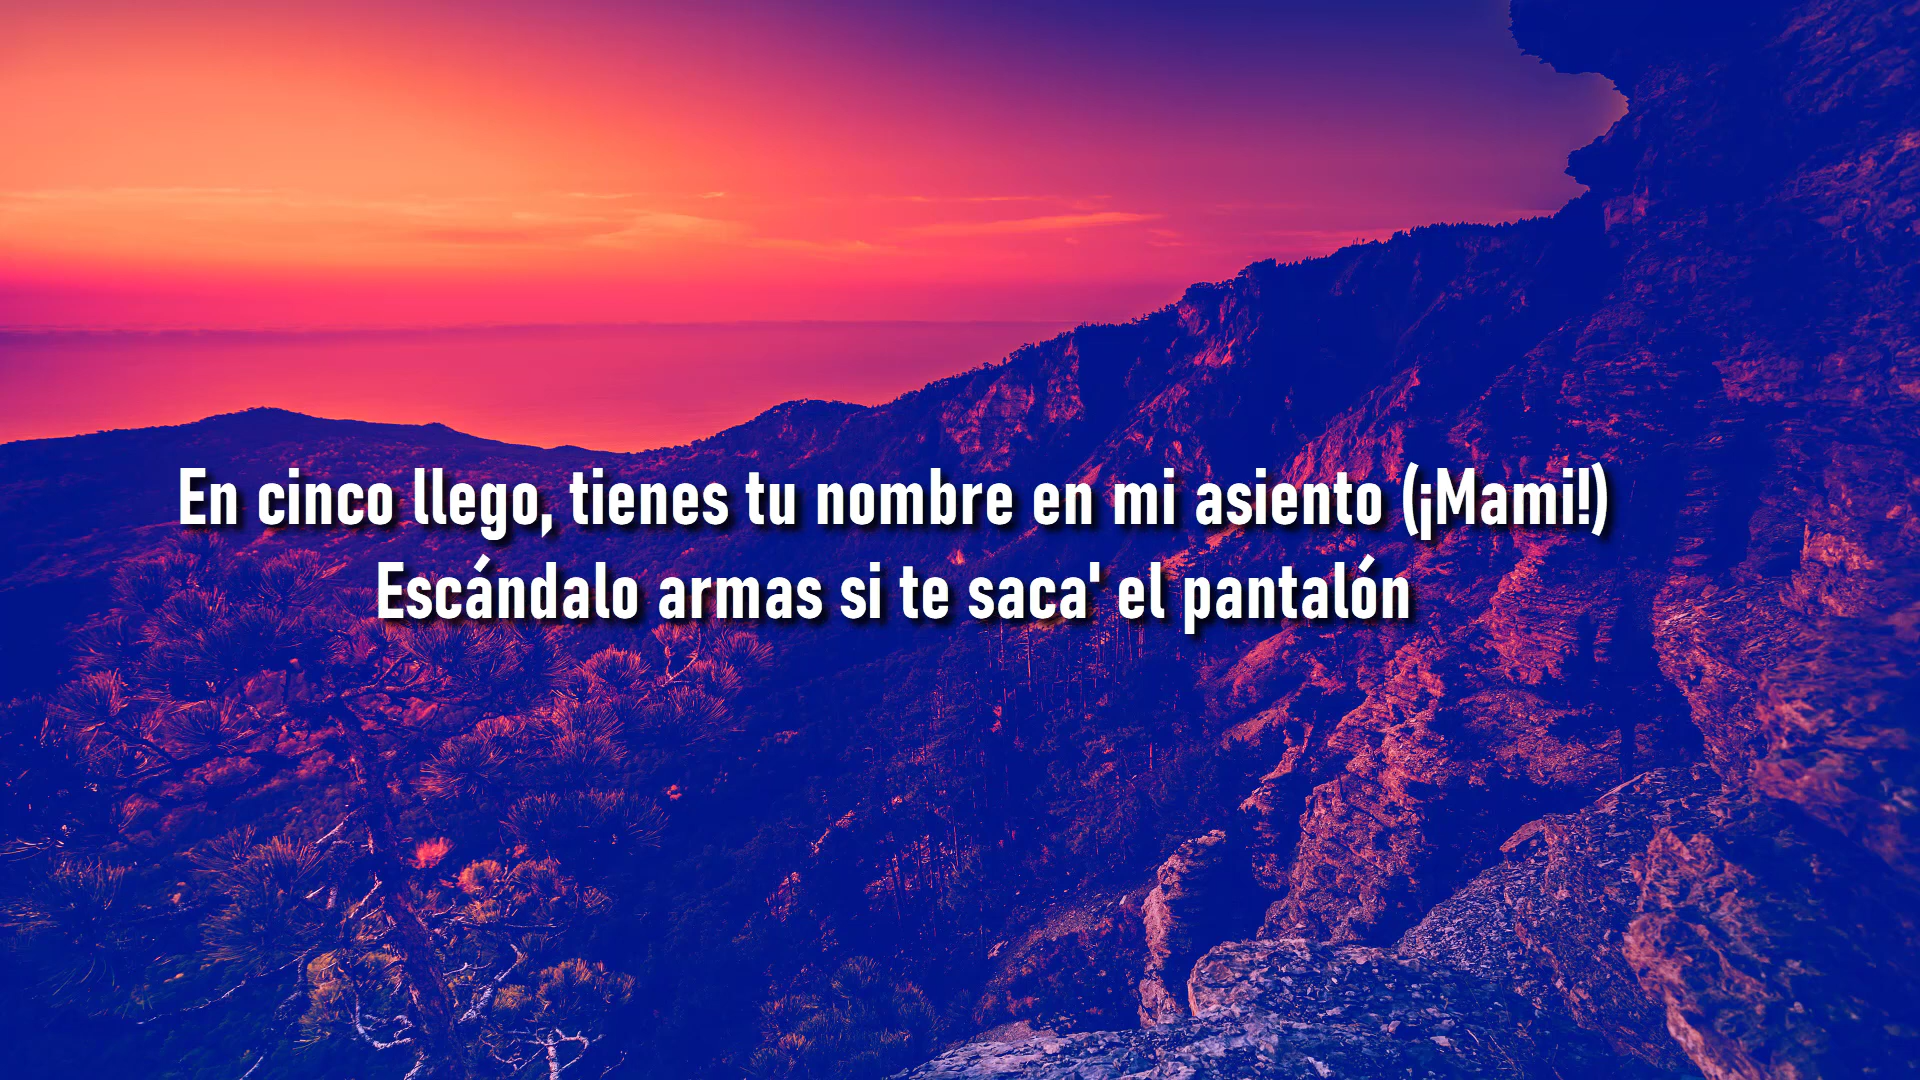 En cinco llego, tienes tu nombre en mi asiento (¡Mami!)
Escándalo armas si te saca' el pantalón